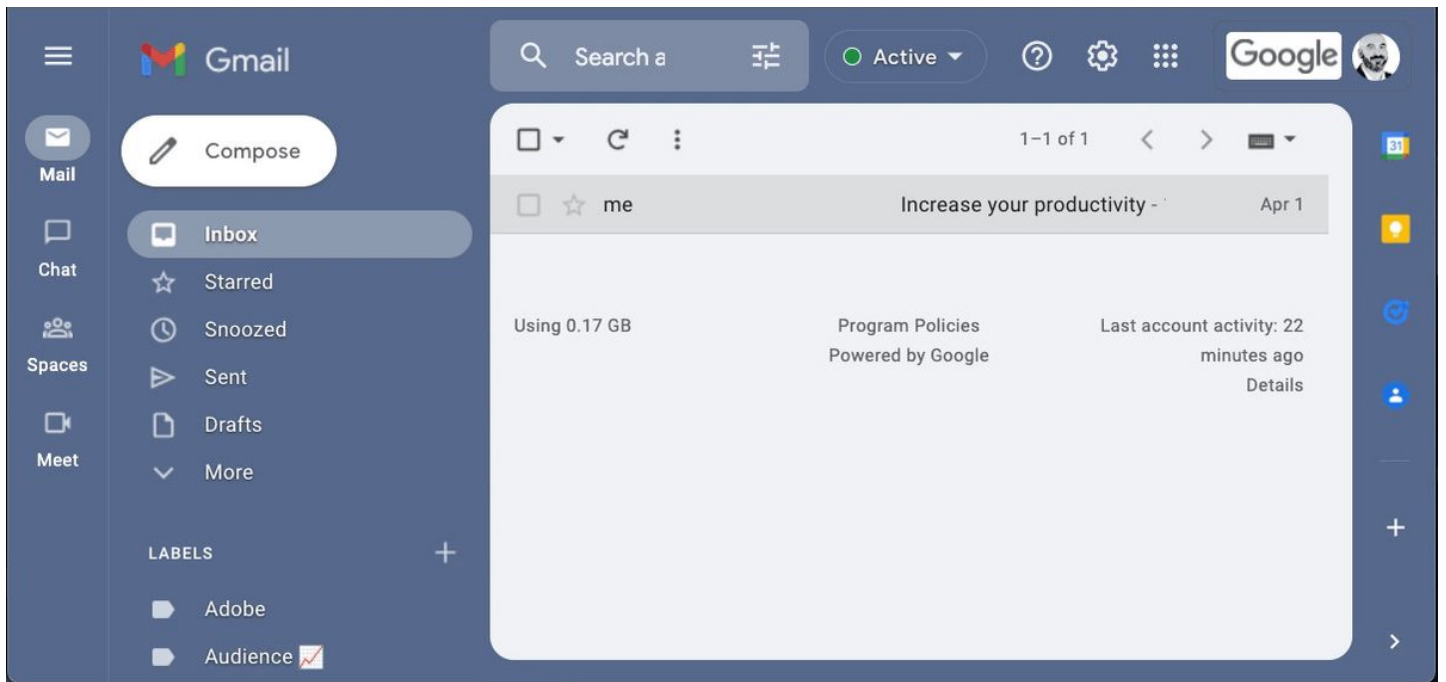 Gmail
Search a
Active
Google
Mail
Chat
Spaces
Meet
Compose
Inbox
Starred
Snoozed
Sent
Drafts
More
LABELS
Adobe
Audience 📈
1–1 of 1
me Increase your productivity - Apr 1
Using 0.17 GB
Program Policies
Powered by Google
Last account activity: 22
minutes ago
Details
31